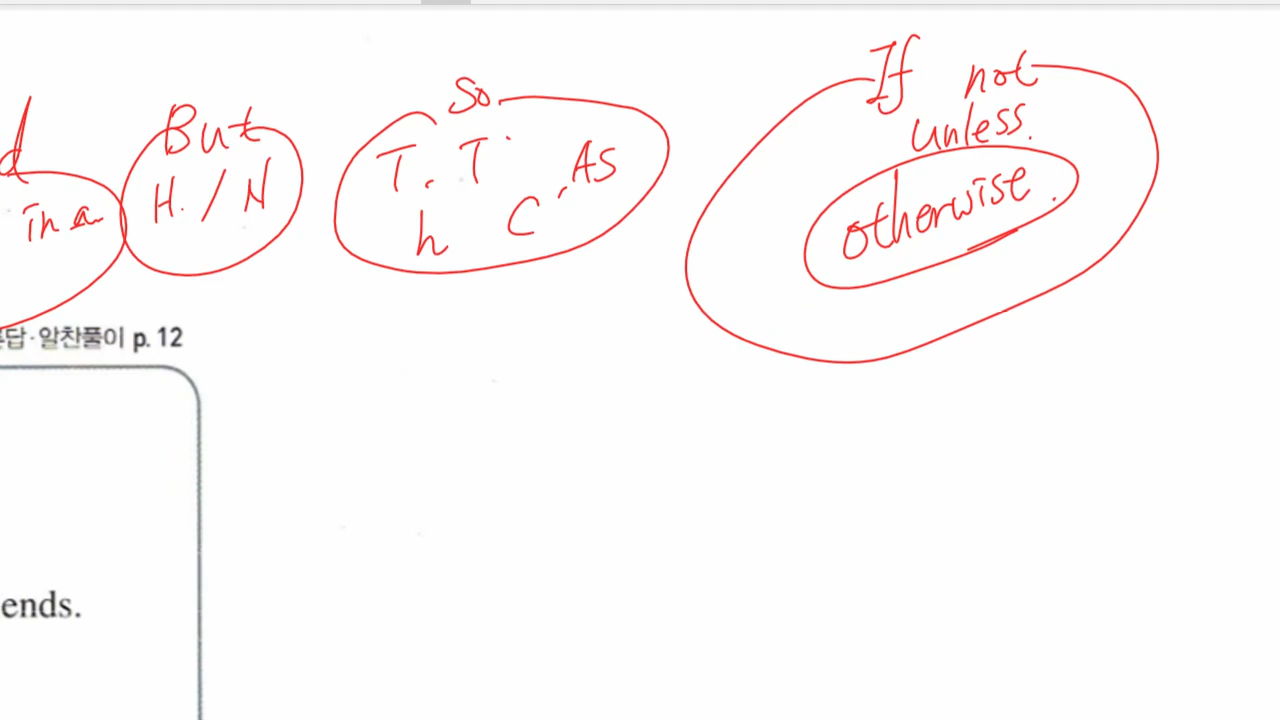 d
in a
But
H. / N
So.
T. T. AS
h C
If not
unless.
otherwise.
답·알찬풀이 p. 12
ends.